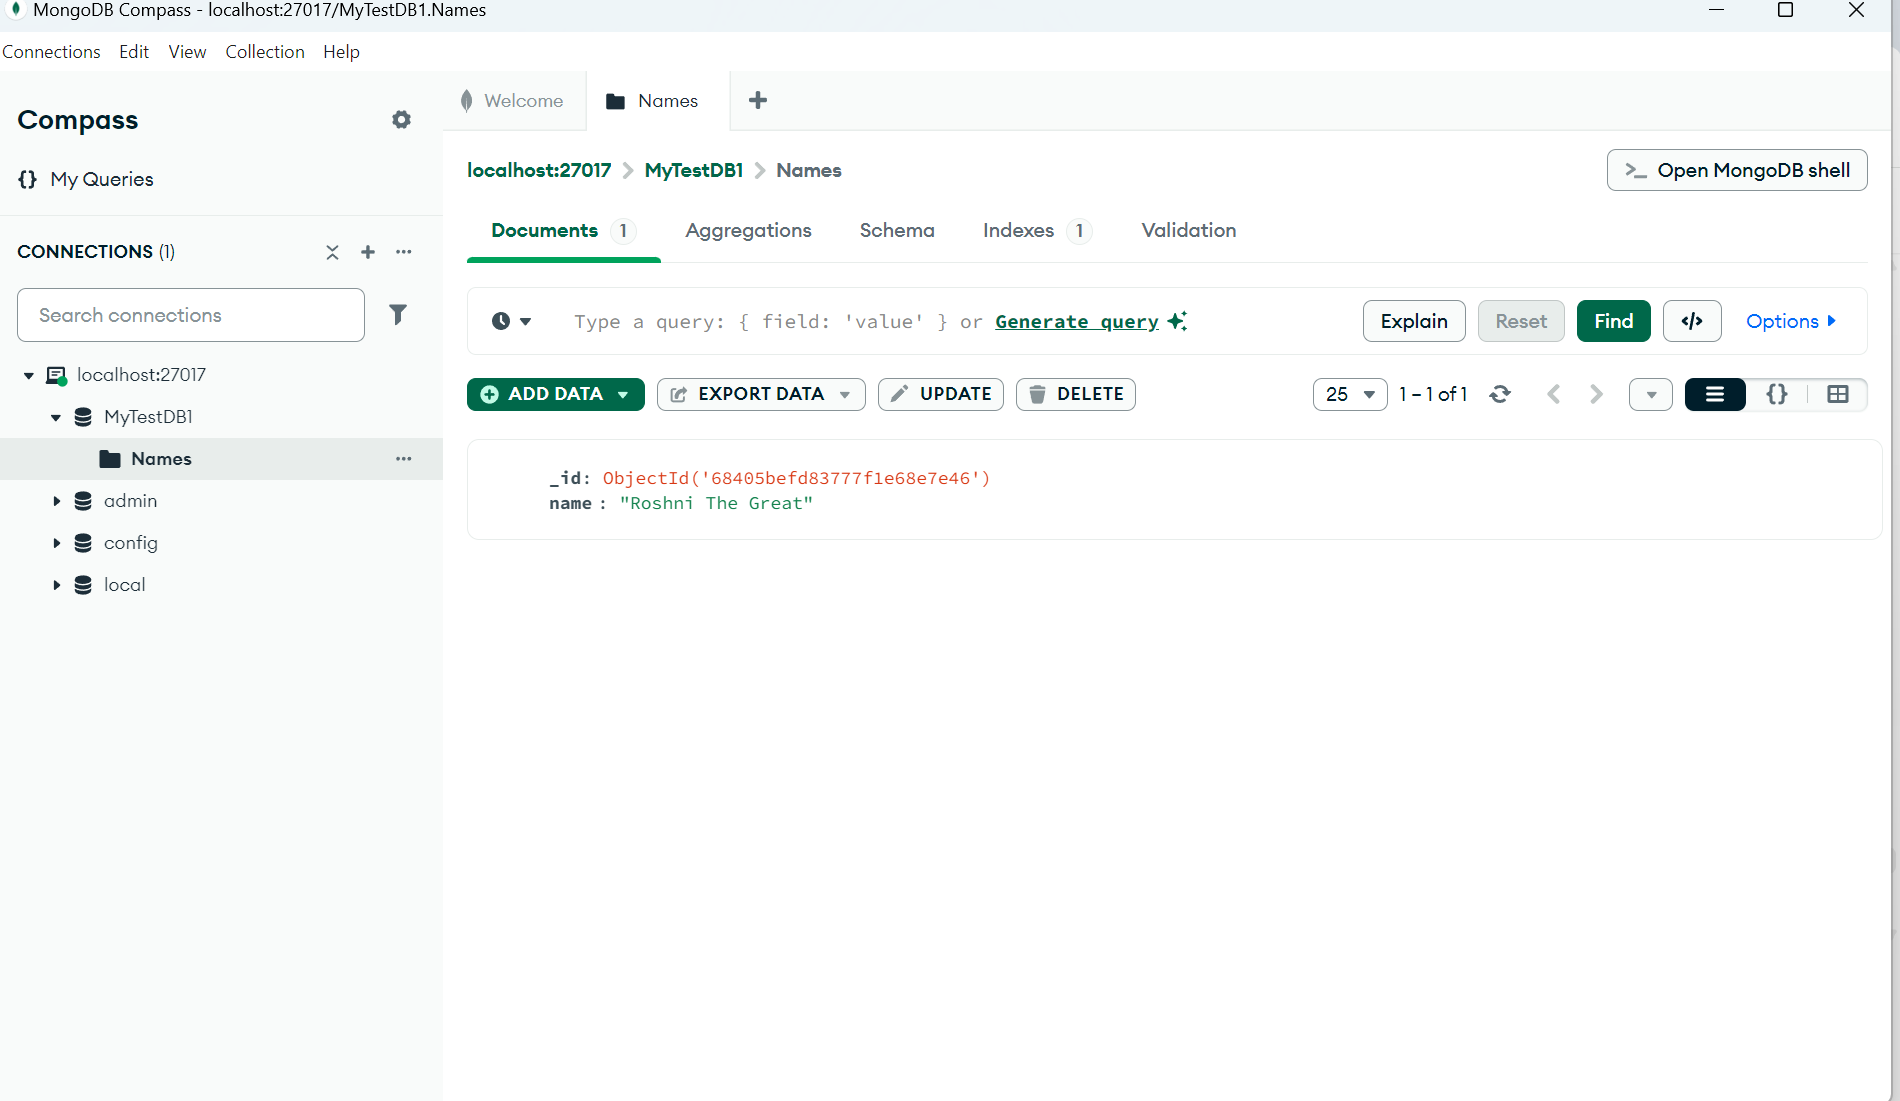 MongoDB Compass - localhost:27017/MyTestDB1.Names
Connections Edit View Collection Help
Compass
{} My Queries
CONNECTIONS (1)
Search connections
localhost:27017
MyTestDB1
Names
admin
config
local
Welcome Names
localhost:27017 > MyTestDB1 > Names
>_ Open MongoDB shell
Documents 1 Aggregations Schema Indexes 1 Validation
Type a query: { field: 'value' } or Generate query
Explain Reset Find </> Options
ADD DATA EXPORT DATA UPDATE DELETE
25 1 – 1 of 1 {}
_id: ObjectId('68405befd83777f1e68e7e46')
name : "Roshni The Great"